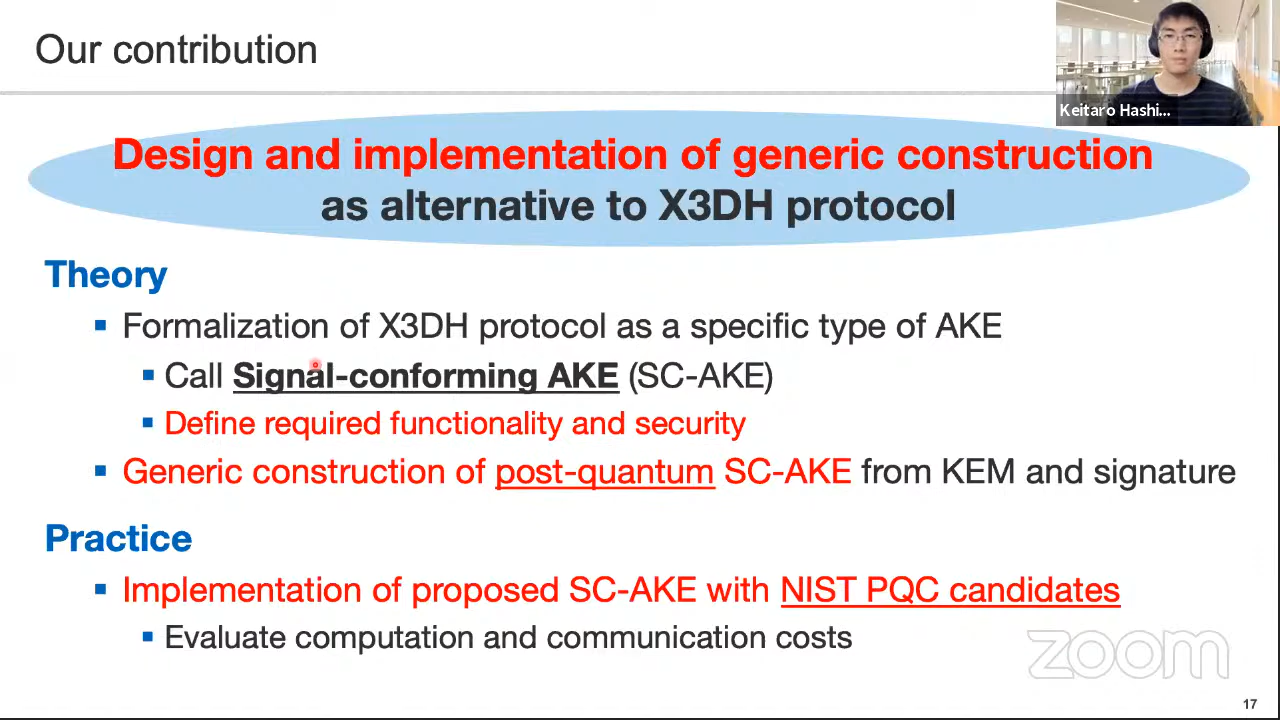 Our contribution
Keitaro Hashi...
Design and implementation of generic construction
as alternative to X3DH protocol
Theory
▪ Formalization of X3DH protocol as a specific type of AKE
▪ Call Signal-conforming AKE (SC-AKE)
▪ Define required functionality and security
▪ Generic construction of post-quantum SC-AKE from KEM and signature
Practice
▪ Implementation of proposed SC-AKE with NIST PQC candidates
▪ Evaluate computation and communication costs
zoom
17